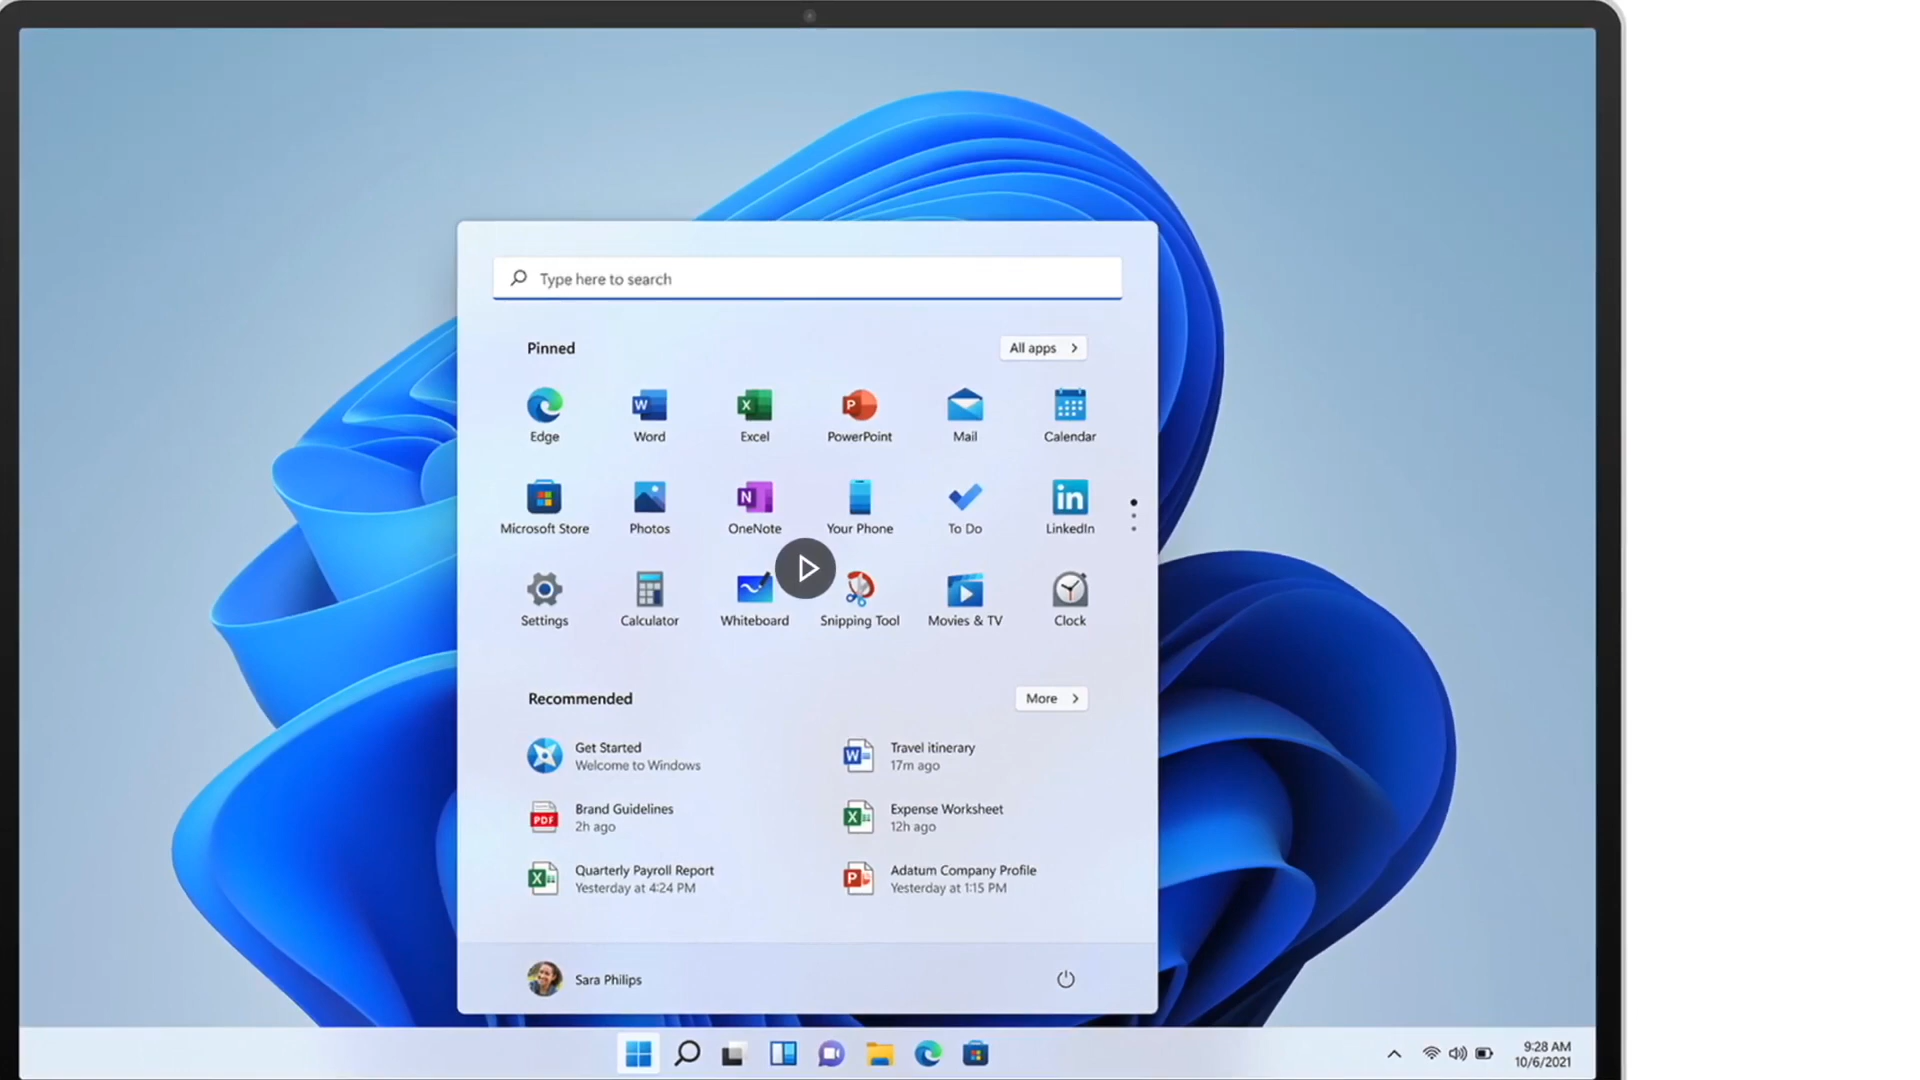 Type here to search
Pinned
All apps
Edge
Word
Excel
PowerPoint
Mail
Calendar
Microsoft Store
Photos
OneNote
Your Phone
To Do
LinkedIn
Settings
Calculator
Whiteboard
Snipping Tool
Movies & TV
Clock
Recommended
More
Get Started
Welcome to Windows
Travel itinerary
17m ago
Brand Guidelines
2h ago
Expense Worksheet
12h ago
Quarterly Payroll Report
Yesterday at 4:24 PM
Adatum Company Profile
Yesterday at 1:15 PM
Sara Philips
9:28 AM
10/6/2021
W
X
P
N
in
W
PDF
X
X
P